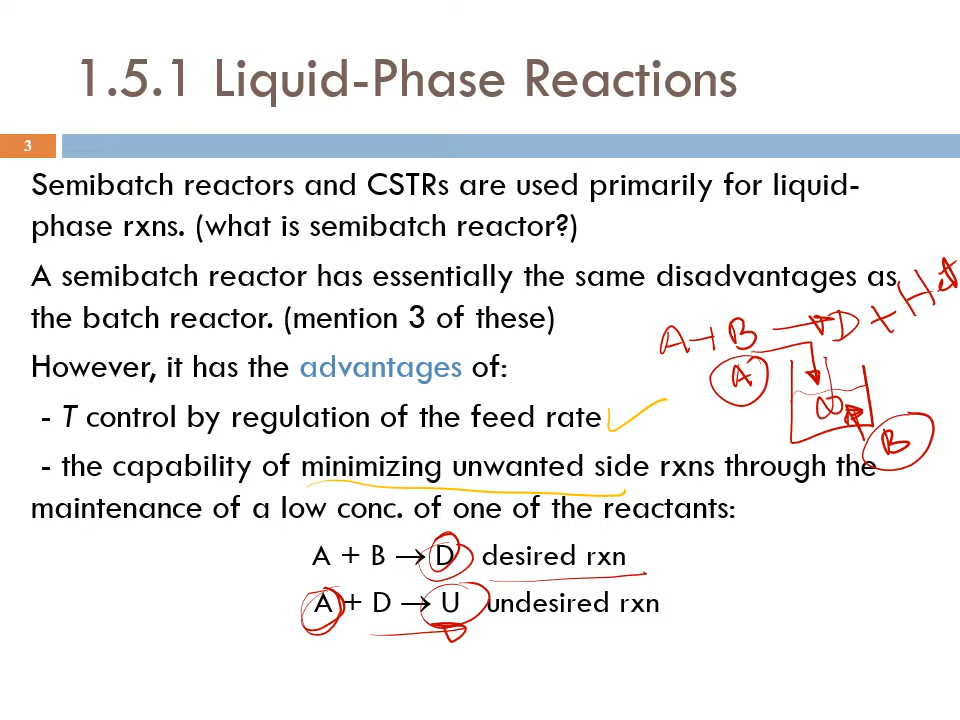 1.5.1 Liquid-Phase Reactions
3
Semibatch reactors and CSTRs are used primarily for liquid-
phase rxns. (what is semibatch reactor?)
A semibatch reactor has essentially the same disadvantages as
the batch reactor. (mention 3 of these)
A + B → D + Heat
However, it has the advantages of:
A
- T control by regulation of the feed rate
B
- the capability of minimizing unwanted side rxns through the
maintenance of a low conc. of one of the reactants:
A + B → D desired rxn
A + D → U undesired rxn